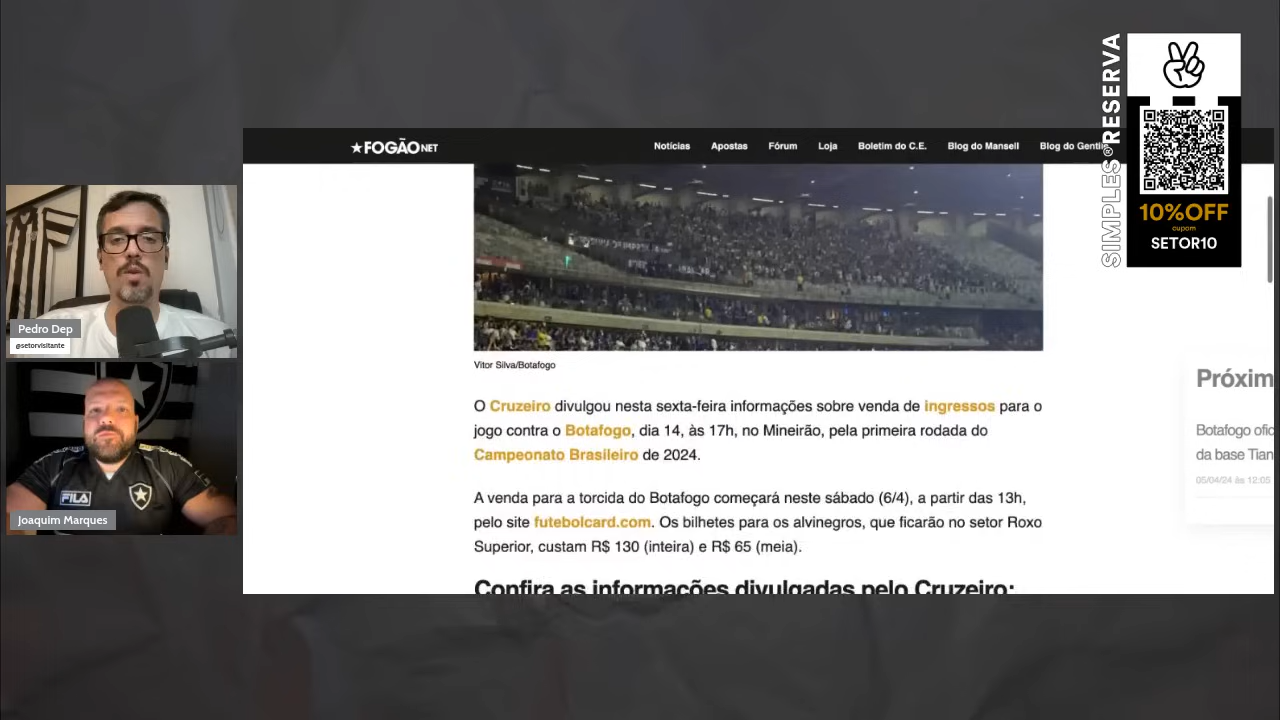 FOGÃO NET
Notícias
Apostas
Fórum
Loja
Boletim do C.E.
Blog do Mansell
Blog do Gentile
SIMPLES® RESERVA
10%OFF
cupom
SETOR10
Pedro Dep
@setorvisitante
FILA
Joaquim Marques
Vitor Silva/Botafogo
O Cruzeiro divulgou nesta sexta-feira informações sobre venda de ingressos para o
jogo contra o Botafogo, dia 14, às 17h, no Mineirão, pela primeira rodada do
Campeonato Brasileiro de 2024.
A venda para a torcida do Botafogo começará neste sábado (6/4), a partir das 13h,
pelo site futebolcard.com. Os bilhetes para os alvinegros, que ficarão no setor Roxo
Superior, custam R$ 130 (inteira) e R$ 65 (meia).
Confira as informações divulgadas pelo Cruzeiro:
Próxim
Botafogo ofic
da base Tian
05/04/24 às 12:05